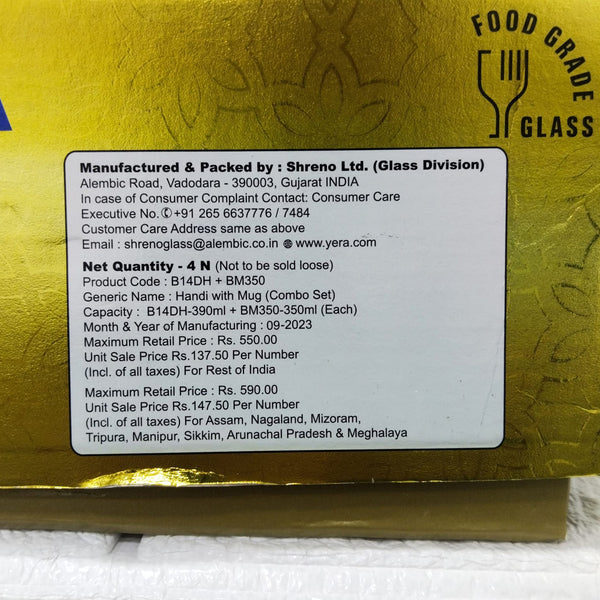 FOOD GRADE
GLASS
Manufactured & Packed by : Shreno Ltd. (Glass Division)
Alembic Road, Vadodara - 390003, Gujarat INDIA
In case of Consumer Complaint Contact: Consumer Care
Executive No.✆+91 265 6637776 / 7484
Customer Care Address same as above
Email : shrenoglass@alembic.co.in www.yera.com
Net Quantity - 4 N (Not to be sold loose)
Product Code : B14DH + BM350
Generic Name : Handi with Mug (Combo Set)
Capacity : B14DH-390ml + BM350-350ml (Each)
Month & Year of Manufacturing : 09-2023
Maximum Retail Price : Rs. 550.00
Unit Sale Price Rs.137.50 Per Number
(Incl. of all taxes) For Rest of India
Maximum Retail Price : Rs. 590.00
Unit Sale Price Rs.147.50 Per Number
(Incl. of all taxes) For Assam, Nagaland, Mizoram,
Tripura, Manipur, Sikkim, Arunachal Pradesh & Meghalaya